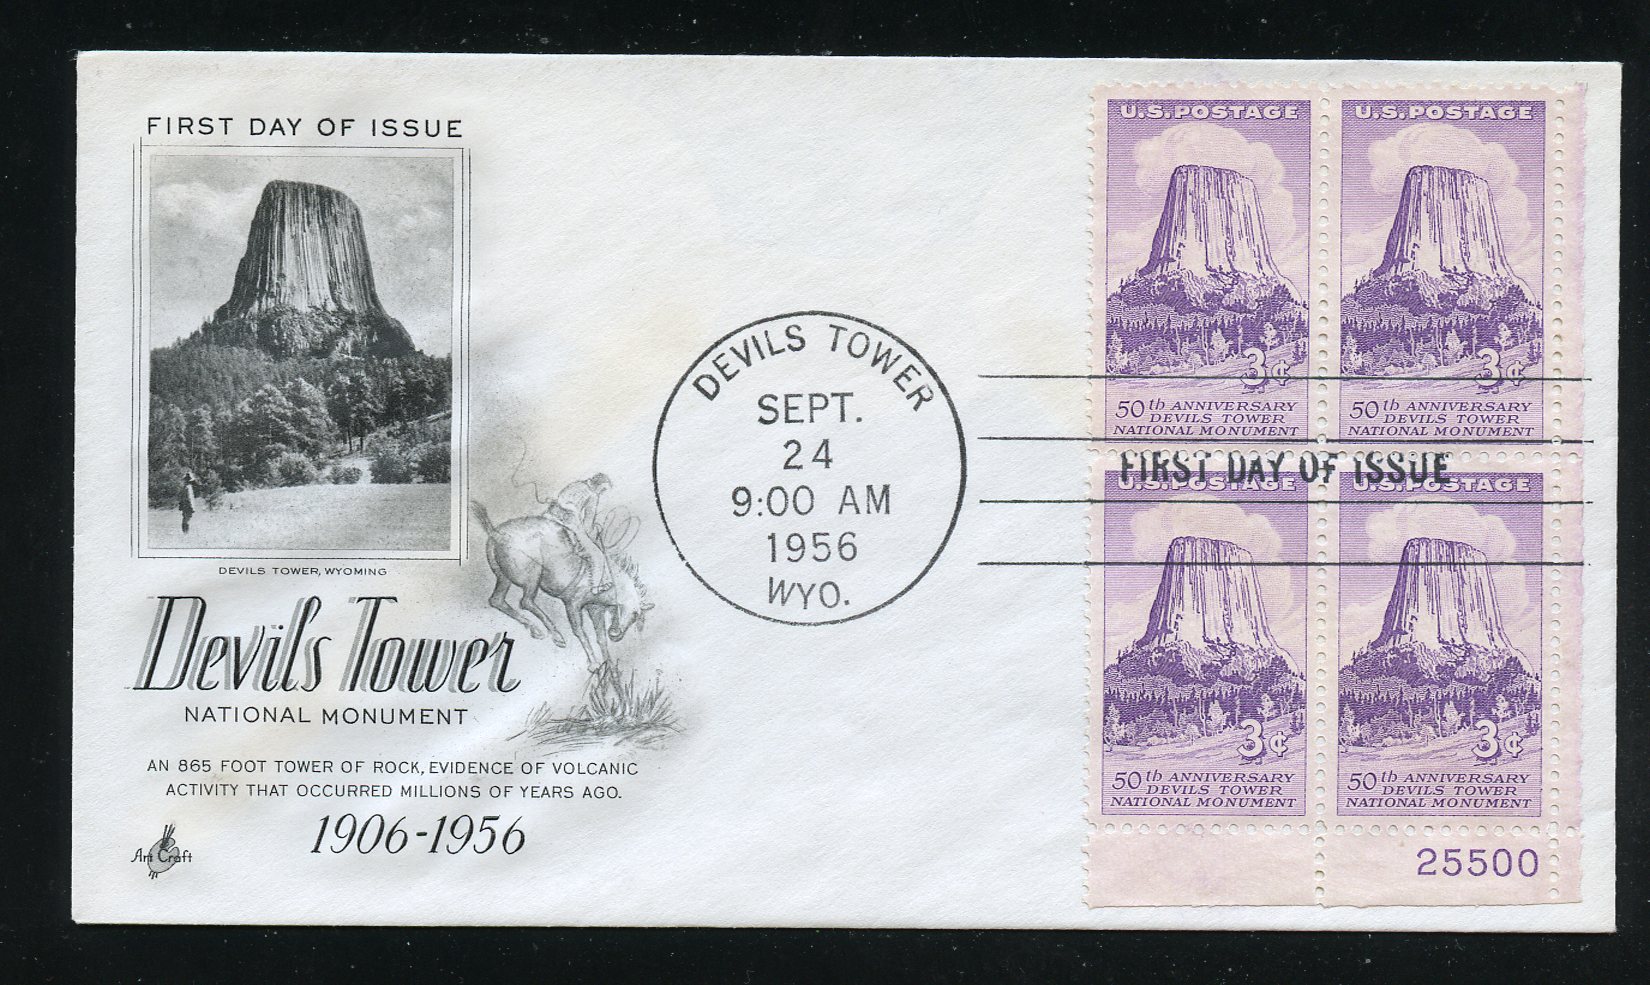 FIRST DAY OF ISSUE
DEVILS TOWER, WYOMING
Devil's Tower
NATIONAL MONUMENT
AN 865 FOOT TOWER OF ROCK, EVIDENCE OF VOLCANIC
ACTIVITY THAT OCCURRED MILLIONS OF YEARS AGO.
1906-1956
Art Craft
DEVILS TOWER
SEPT.
24
9:00 AM
1956
WYO.
U.S. POSTAGE
3¢
50th ANNIVERSARY
DEVILS TOWER
NATIONAL MONUMENT
U.S. POSTAGE
3¢
50th ANNIVERSARY
DEVILS TOWER
NATIONAL MONUMENT
FIRST DAY OF ISSUE
U.S. POSTAGE
3¢
50th ANNIVERSARY
DEVILS TOWER
NATIONAL MONUMENT
U.S. POSTAGE
3¢
50th ANNIVERSARY
DEVILS TOWER
NATIONAL MONUMENT
25500